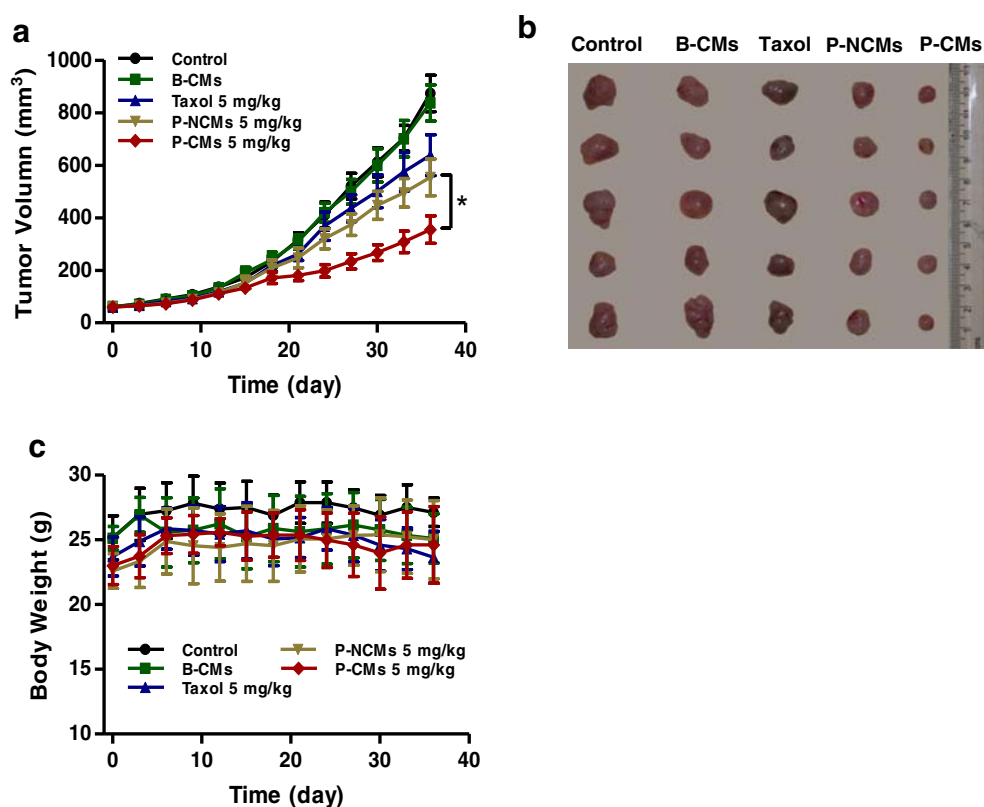 a
Control
B-CMs
Taxol 5 mg/kg
P-NCMs 5 mg/kg
P-CMs 5 mg/kg
Tumor Volumn (mm³)
1000
800
600
400
200
0
*
0 10 20 30 40
Time (day)
b
Control B-CMs Taxol P-NCMs P-CMs
c
Body Weight (g)
30
25
20
15
10
Control P-NCMs 5 mg/kg
B-CMs P-CMs 5 mg/kg
Taxol 5 mg/kg
0 10 20 30 40
Time (day)